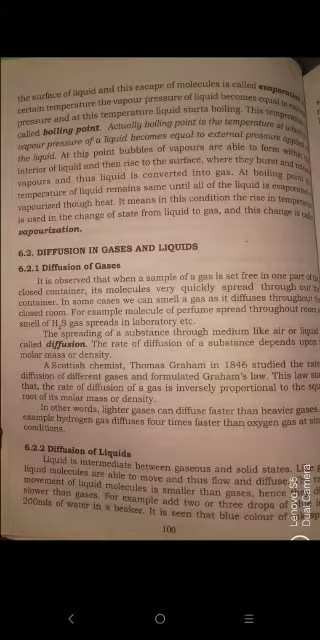 the surface of liquid and this escape of molecules is called evaporation.
certain temperature the vapour pressure of liquid becomes equal to
pressure and at this temperature liquid starts boiling. This temperature
called boiling point. Actually boiling point is the temperature at which
vapour pressure of a liquid becomes equal to external pressure applied
the liquid. At this point bubbles of vapours are able to form within
interior of liquid and then rise to the surface, where they burst and
vapours and thus liquid is converted into gas. At boiling point
temperature of liquid remains same until all of the liquid is evaporated
vapourized though heat. It means in this condition the rise in temperature
is used in the change of state from liquid to gas, and this change is
vapourization.
6.2. DIFFUSION IN GASES AND LIQUIDS
6.2.1 Diffusion of Gases
It is observed that when a sample of a gas is set free in one part of
closed container, its molecules very quickly spread through out
container. In some cases we can smell a gas as it diffuses throughout
closed room. For example molecule of perfume spread throughout room
smell of H₂S gas spreads in laboratory etc.
The spreading of a substance through medium like air or liquid
called diffusion. The rate of diffusion of a substance depends upon
molar mass or density.
A Scottish chemist, Thomas Graham in 1846 studied the rate
diffusion of different gases and formulated Graham's law. This law
that, the rate of diffusion of a gas is inversely proportional to the
root of its molar mass or density.
In other words, lighter gases can diffuse faster than heavier gases.
example hydrogen gas diffuses four times faster than oxygen gas at
conditions.
6.2.2 Diffusion of Liquids
Liquid is intermediate between gaseous and solid states.
liquid molecules are able to move and thus flow and diffuse.
movement of liquid molecules is smaller than gases, hence
slower than gases. For example add two or three drops of
200mls of water in a beaker. It is seen that blue colour of
100
Lenovo S5
Dual Camera